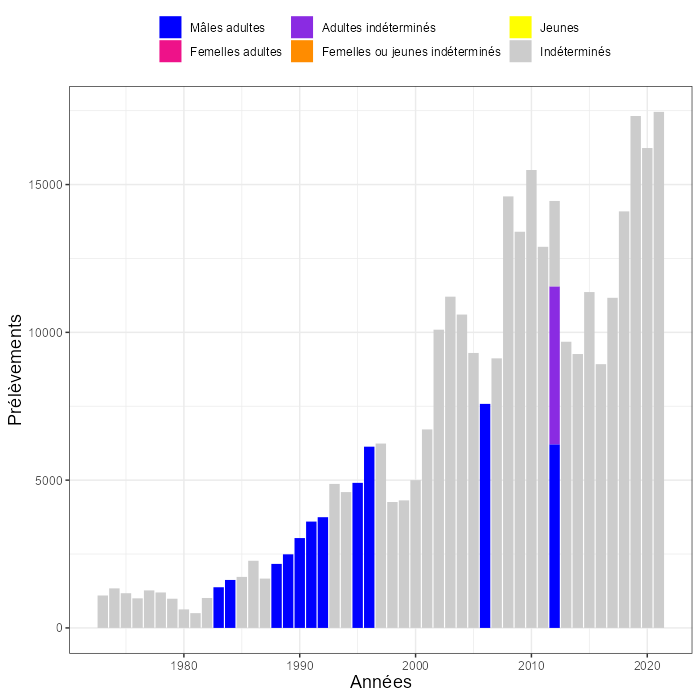 Mâles adultes Adultes indéterminés Jeunes
Femelles adultes Femelles ou jeunes indéterminés Indéterminés
15000
10000
5000
0
Prélèvements
1980 1990 2000 2010 2020
Années